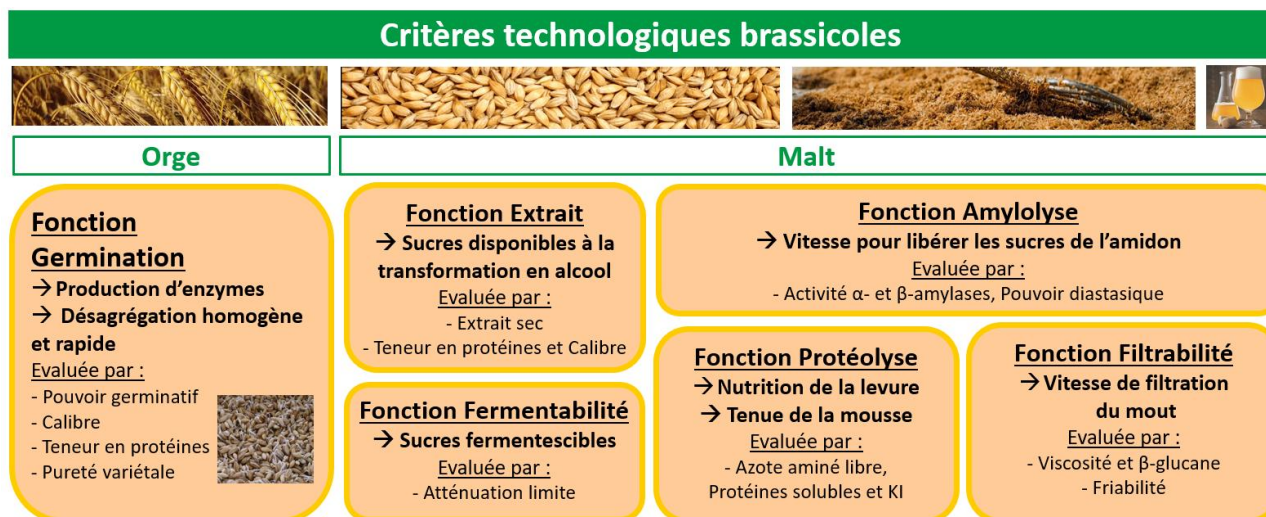 Critères technologiques brassicoles
Orge
Malt
Fonction
Germination
→ Production d'enzymes
→ Désagrégation homogène
et rapide
Evaluée par :
- Pouvoir germinatif
- Calibre
- Teneur en protéines
- Pureté variétale
Fonction Extrait
→ Sucres disponibles à la
transformation en alcool
Evaluée par :
- Extrait sec
- Teneur en protéines et Calibre
Fonction Fermentabilité
→ Sucres fermentescibles
Evaluée par :
- Atténuation limite
Fonction Amylolyse
→ Vitesse pour libérer les sucres de l'amidon
Evaluée par :
- Activité α- et β-amylases, Pouvoir diastasique
Fonction Protéolyse
→ Nutrition de la levure
→ Tenue de la mousse
Evaluée par :
- Azote aminé libre,
Protéines solubles et KI
Fonction Filtrabilité
→ Vitesse de filtration
du mout
Evaluée par :
- Viscosité et β-glucane
- Friabilité